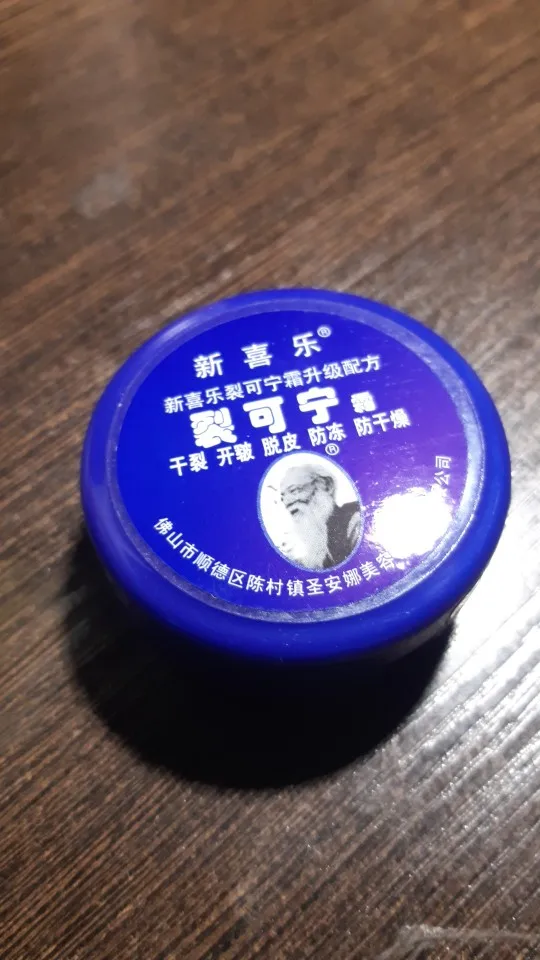 新喜乐®
新喜乐裂可宁霜升级配方
裂可宁霜
干裂 开皲 脱皮 防冻 防干燥
®
佛山市顺德区陈村镇圣安娜美容 公司